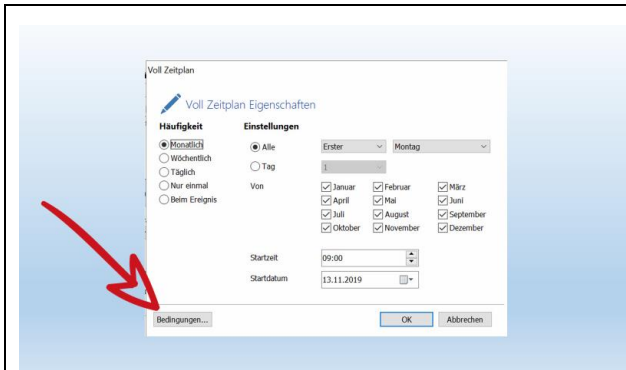 Voll Zeitplan
Voll Zeitplan Eigenschaften
Häufigkeit Einstellungen
Monatlich Alle Erster Montag
Wöchentlich
Täglich Tag 1
Nur einmal Von Januar Februar März
Beim Ereignis April Mai Juni
Juli August September
Oktober November Dezember
Startzeit 09:00
Startdatum 13.11.2019
Bedingungen... OK Abbrechen